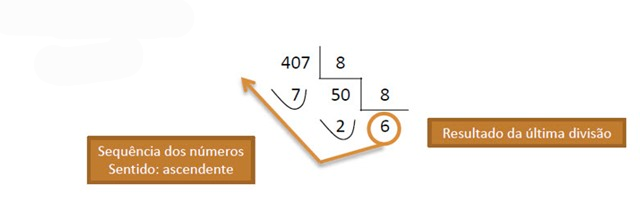 407 8
7 50 8
2 6
Resultado da última divisão
Sequência dos números
Sentido: ascendente